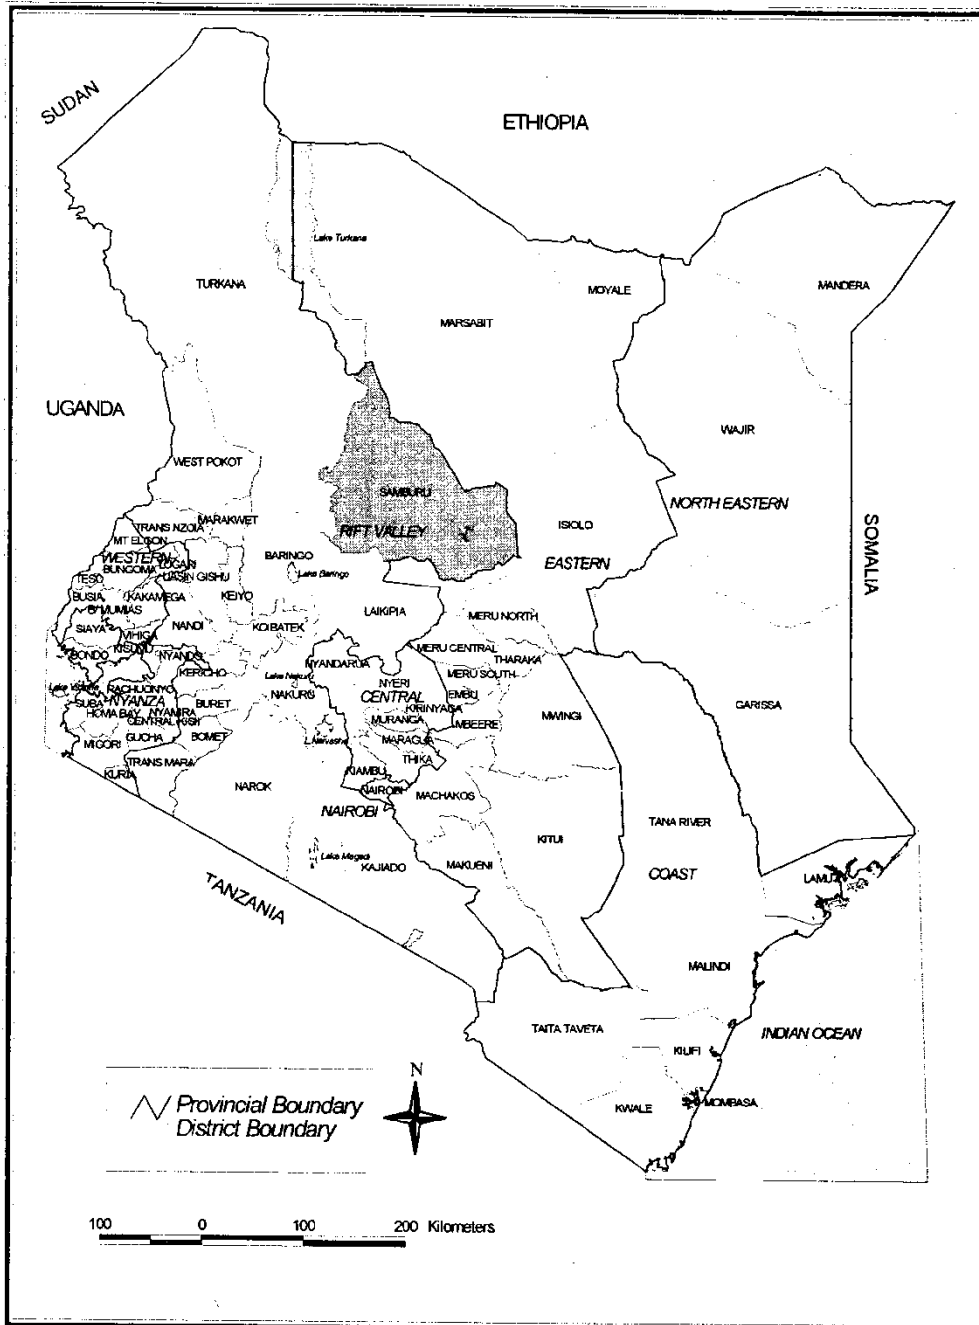 SUDAN
ETHIOPIA
Lake Turkana
TURKANA
MOYALE
MANDERA
MARSABIT
UGANDA
WAJIR
WEST POKOT
SAMBURU
NORTH EASTERN
MARAKWET
TRANS NZOIA
RIFT VALLEY
ISIOLO
SOMALIA
MT ELGON
WESTERN
LUGARI
BUNGOMA
BARINGO
EASTERN
TESO
UASIN GISHU
Lake Baringo
BUSIA
KAKAMEGA
KEIYO
B/MUMIAS
LAIKIPIA
MERU NORTH
SIAYA
VIHIGA
NANDI
KOIBATEK
KISUMU
MERU CENTRAL
BONDO
NYANDO
NYANDARUA
THARAKA
KERICHO
Lake Nakuru
NYERI
MERU SOUTH
Lake Victoria
RACHUONYO
NAKURU
CENTRAL
EMBU
SUBA
NYANZA
BURET
KIRINYAGA
GARISSA
HOMA BAY
NYAMIRA
MURANGA
MBEERE
MWINGI
CENTRAL KISII
GUCHA
BOMET
L. Naivasha
MARAGUA
MIGORI
TRANS MARA
THIKA
KURIA
KIAMBU
NAROK
NAIROBI
MACHAKOS
NAIROBI
TANA RIVER
KITUI
Lake Magadi
KAJIADO
MAKUENI
COAST
LAMU
TANZANIA
MALINDI
TAITA TAVETA
INDIAN OCEAN
KILIFI
KWALE
MOMBASA
N
Provincial Boundary
District Boundary
100 0 100 200 Kilometers